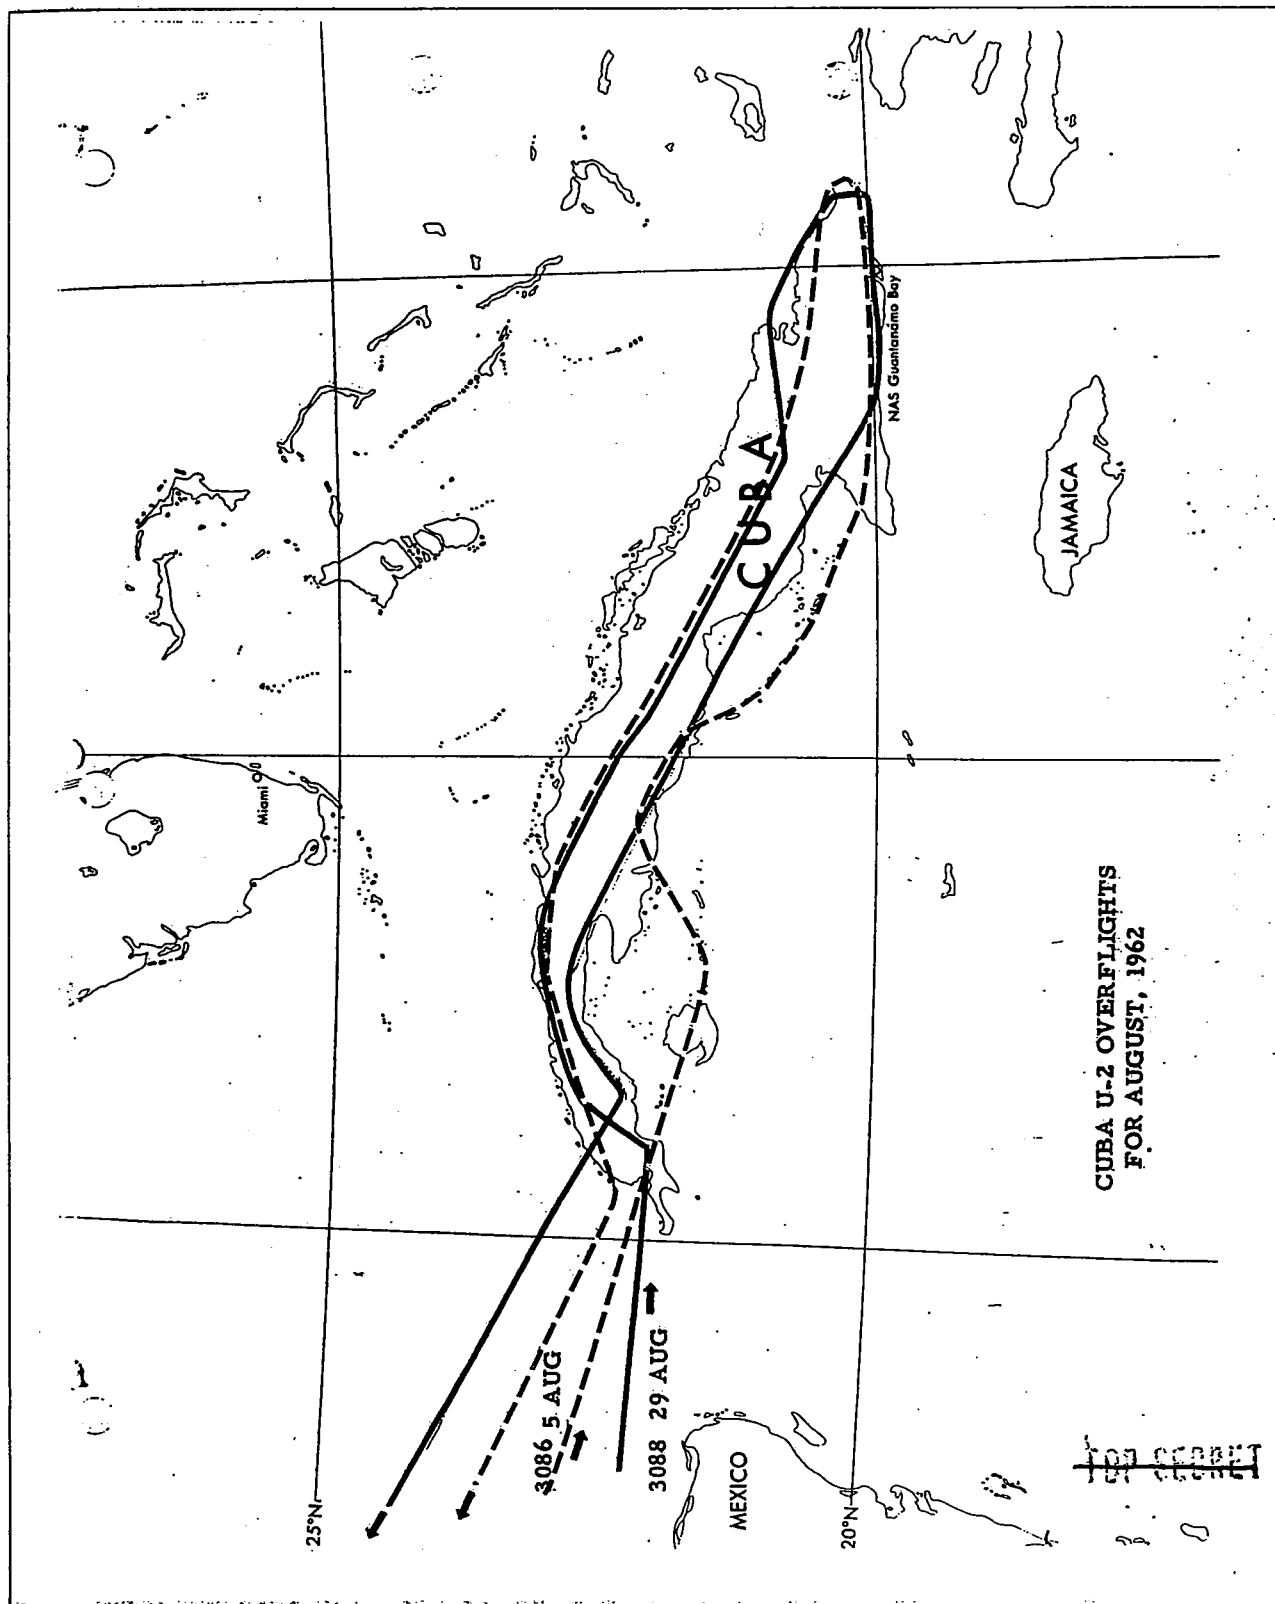 Miami
25°N
CUBA
NAS Guantanámo Bay
JAMAICA
20°N
3086 5 AUG
3088 29 AUG
MEXICO
CUBA U-2 OVERFLIGHTS
FOR AUGUST, 1962
TOP SECRET